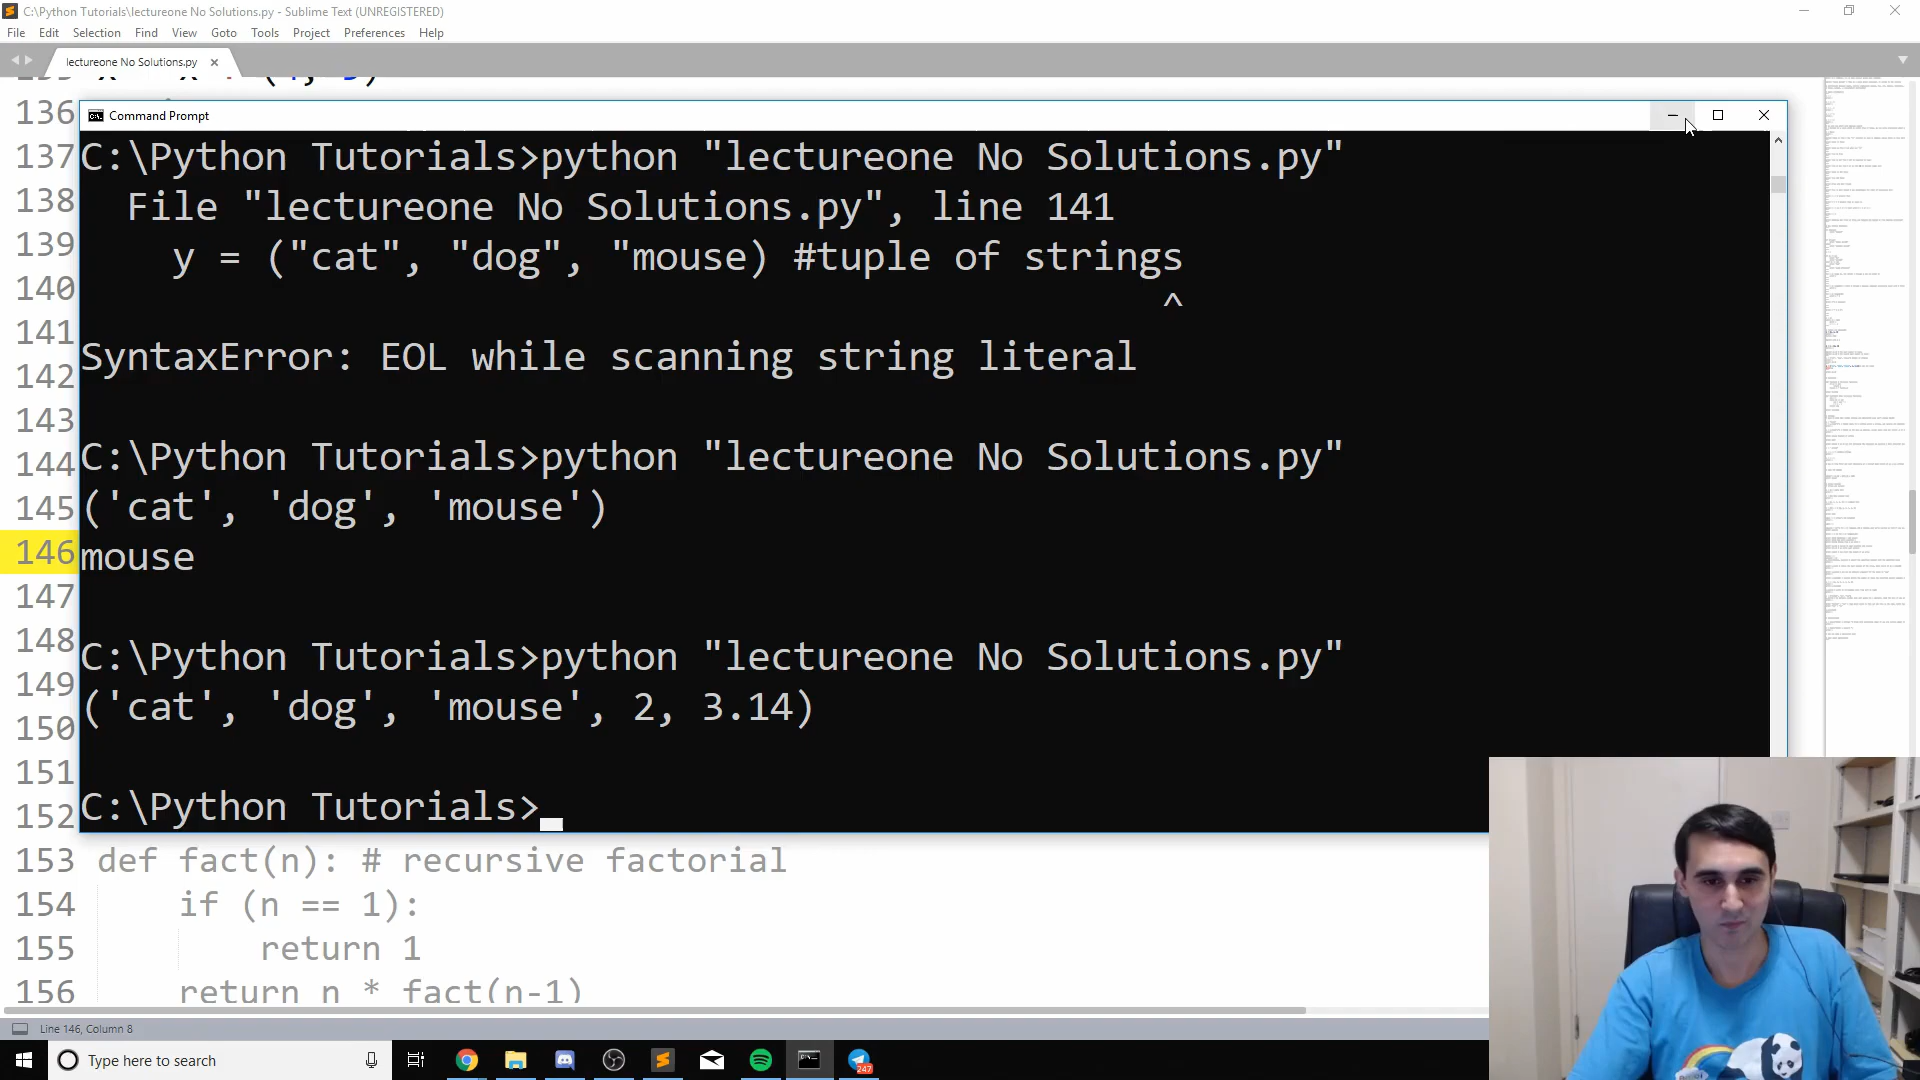 C:\Python Tutorials\lectureone No Solutions.py - Sublime Text (UNREGISTERED)
File Edit Selection Find View Goto Tools Project Preferences Help
lectureone No Solutions.py
136
Command Prompt
137
C:\Python Tutorials>python "lectureone No Solutions.py"
138
File "lectureone No Solutions.py", line 141
139
y = ("cat", "dog", "mouse) #tuple of strings
140
^
141
SyntaxError: EOL while scanning string literal
142
143
144
C:\Python Tutorials>python "lectureone No Solutions.py"
145
('cat', 'dog', 'mouse')
146
mouse
147
148
C:\Python Tutorials>python "lectureone No Solutions.py"
149
150
('cat', 'dog', 'mouse', 2, 3.14)
151
152
C:\Python Tutorials>
153 def fact(n): # recursive factorial
154 if (n == 1):
155 return 1
156 return n * fact(n-1)
Line 146, Column 8
Type here to search
247